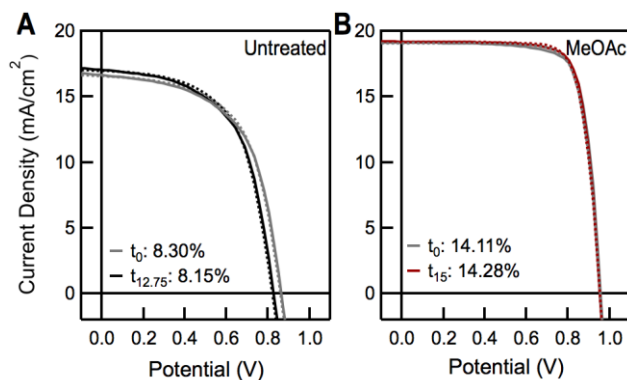 A
Untreated
Current Density (mA/cm²)
20
15
10
5
0
t₀: 8.30%
t₁₂.₇₅: 8.15%
0.0 0.2 0.4 0.6 0.8 1.0
Potential (V)
B
MeOAc
20
15
10
5
0
t₀: 14.11%
t₁₅: 14.28%
0.0 0.2 0.4 0.6 0.8 1.0
Potential (V)